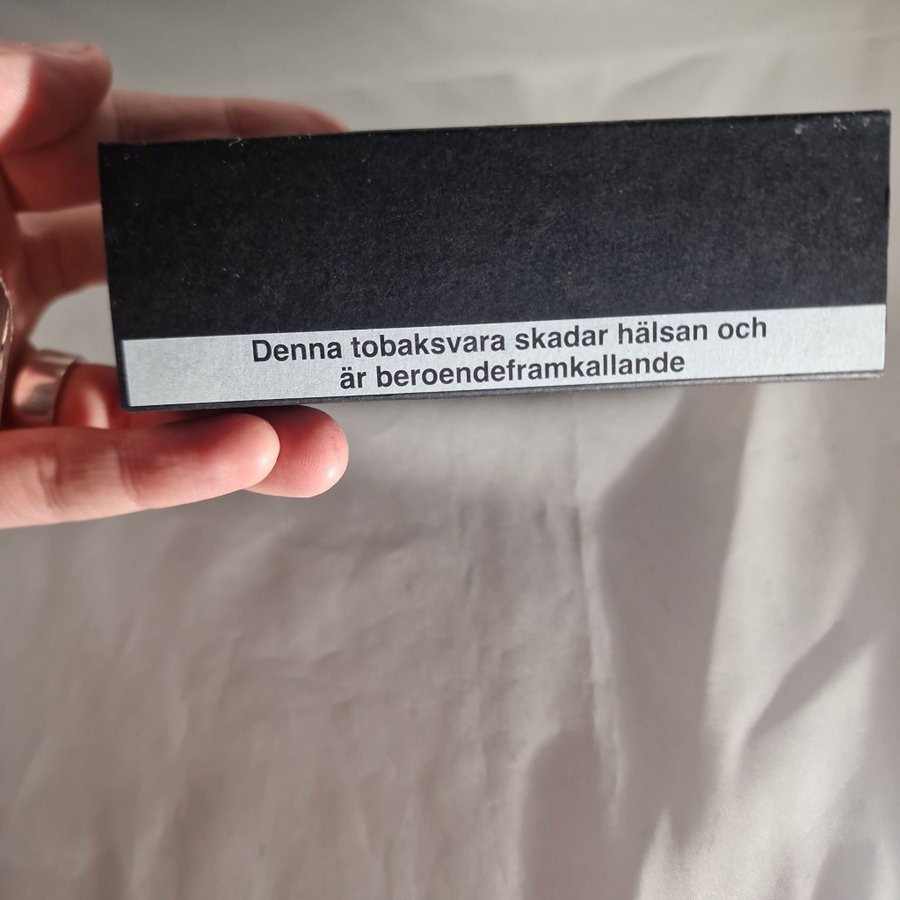 Denna tobaksvara skadar hälsan och
är beroendeframkallande